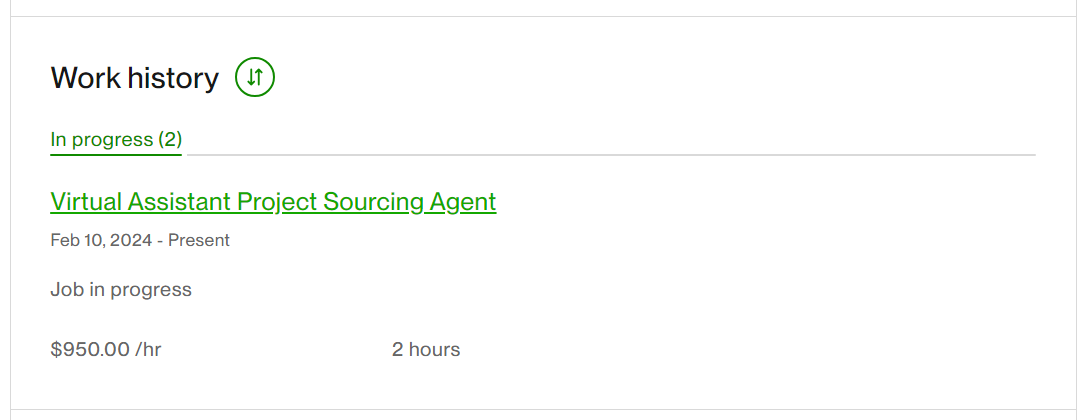 Work history
In progress (2)
Virtual Assistant Project Sourcing Agent
Feb 10, 2024 - Present
Job in progress
$950.00 /hr 2 hours